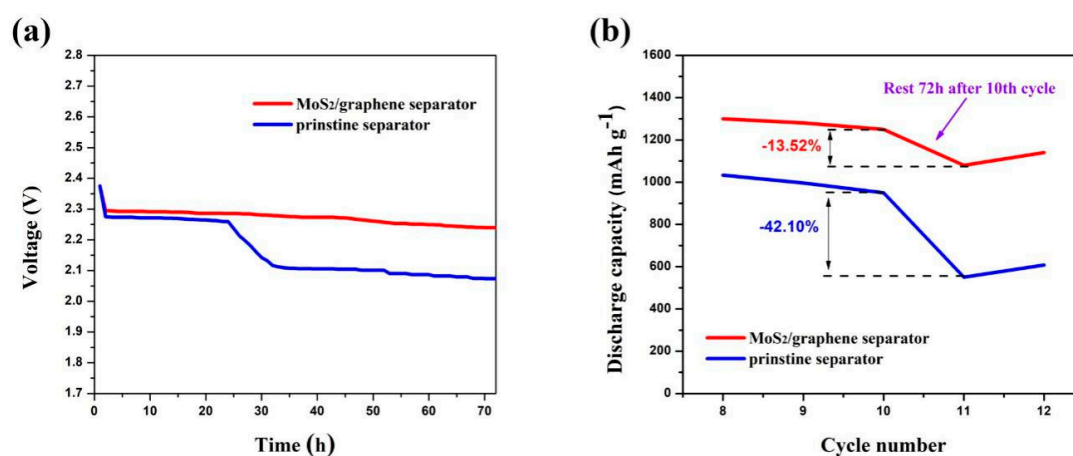 (a)
2.8
2.7
2.6
2.5
2.4
2.3
2.2
2.1
2.0
1.9
1.8
1.7
Voltage (V)
MoS2/graphene separator
prinstine separator
0 10 20 30 40 50 60 70
Time (h)
(b)
1600
1400
1200
1000
800
600
400
200
0
Discharge capacity (mAh g-1)
Rest 72h after 10th cycle
-13.52%
-42.10%
MoS2/graphene separator
prinstine separator
8 9 10 11 12
Cycle number